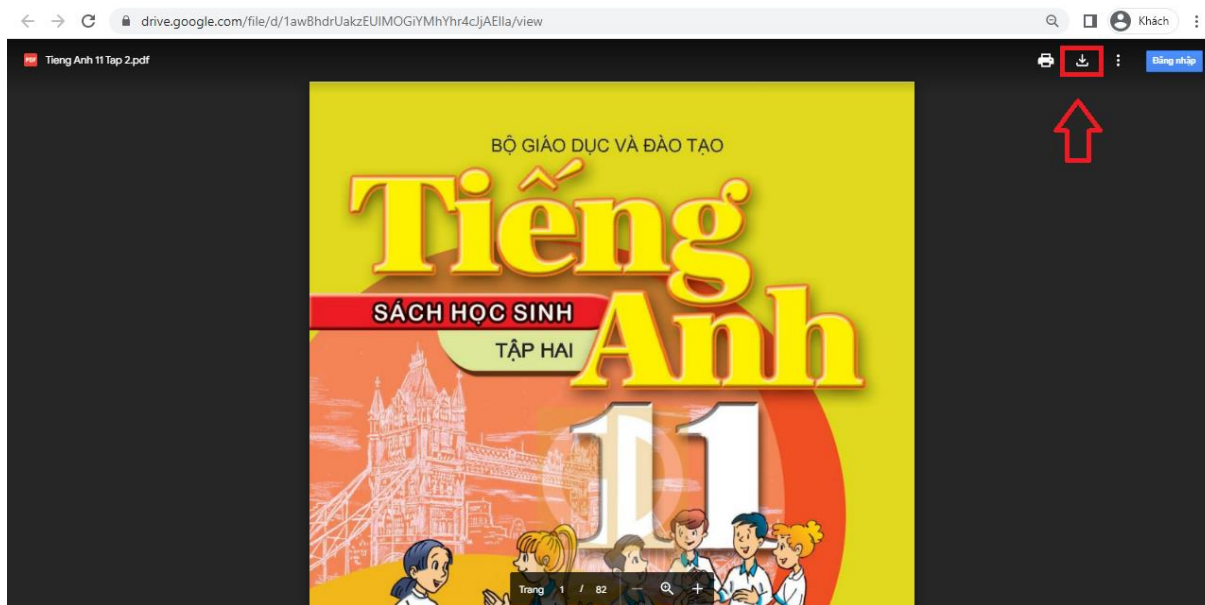 drive.google.com/file/d/1awBhdrUakzEUIMOGiYMhYhr4cJjAElla/view
Khách
PDF
Tieng Anh 11 Tap 2.pdf
Đăng nhập
BỘ GIÁO DỤC VÀ ĐÀO TẠO
Tiếng
SÁCH HỌC SINH
Anh
TẬP HAI
11
Trang 1 / 82